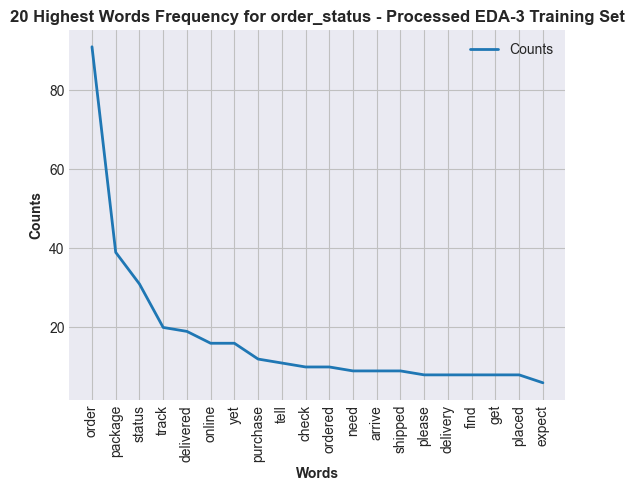 20 Highest Words Frequency for order_status - Processed EDA-3 Training Set
Counts
80
60
40
20
Counts
order
package
status
track
delivered
online
yet
purchase
tell
check
ordered
need
arrive
shipped
please
delivery
find
get
placed
expect
Words